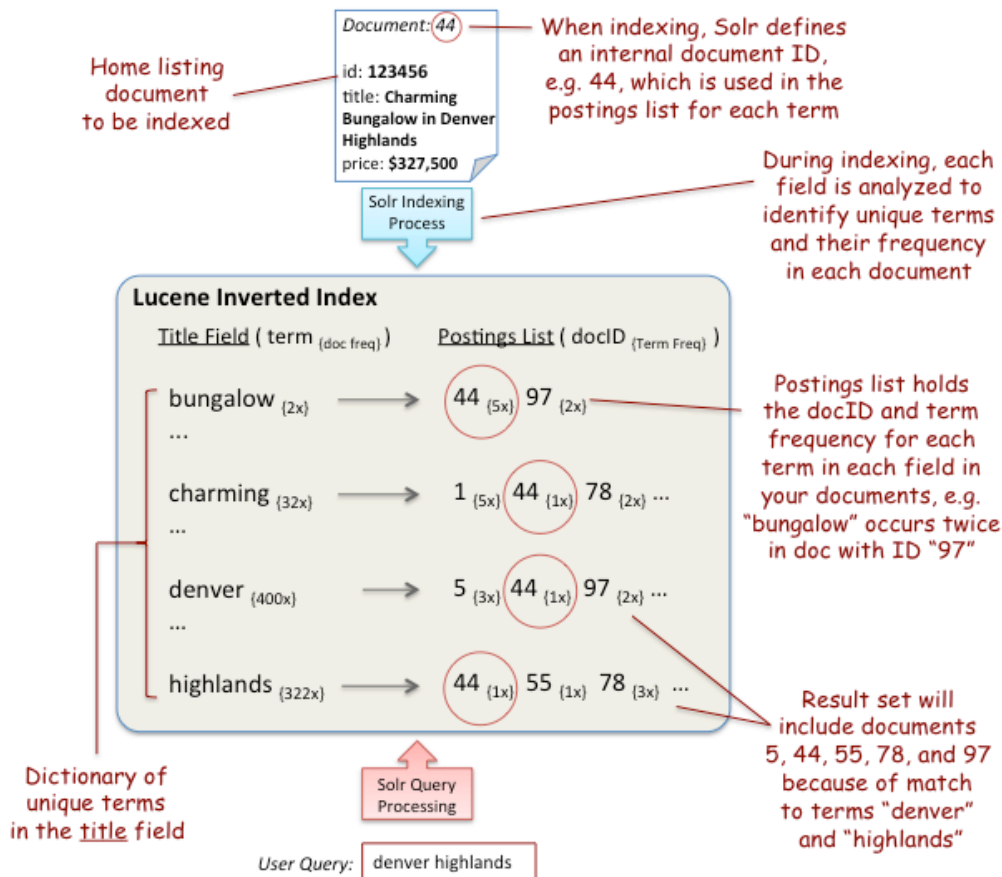 Document: 44
id: 123456
title: Charming
Bungalow in Denver
Highlands
price: $327,500
Home listing
document
to be indexed
When indexing, Solr defines
an internal document ID,
e.g. 44, which is used in the
postings list for each term
During indexing, each
field is analyzed to
identify unique terms
and their frequency
in each document
Solr Indexing
Process
Lucene Inverted Index
Title Field ( term {doc freq} )
Postings List ( docID {Term Freq} )
bungalow {2x}
44 {5x} 97 {2x}
...
charming {32x}
1 {5x} 44 {1x} 78 {2x} ...
...
denver {400x}
5 {3x} 44 {1x} 97 {2x} ...
...
highlands {322x}
44 {1x} 55 {1x} 78 {3x} ...
Postings list holds
the docID and term
frequency for each
term in each field in
your documents, e.g.
“bungalow” occurs twice
in doc with ID “97”
Result set will
include documents
5, 44, 55, 78, and 97
because of match
to terms “denver”
and “highlands”
Dictionary of
unique terms
in the title field
Solr Query
Processing
User Query:
denver highlands